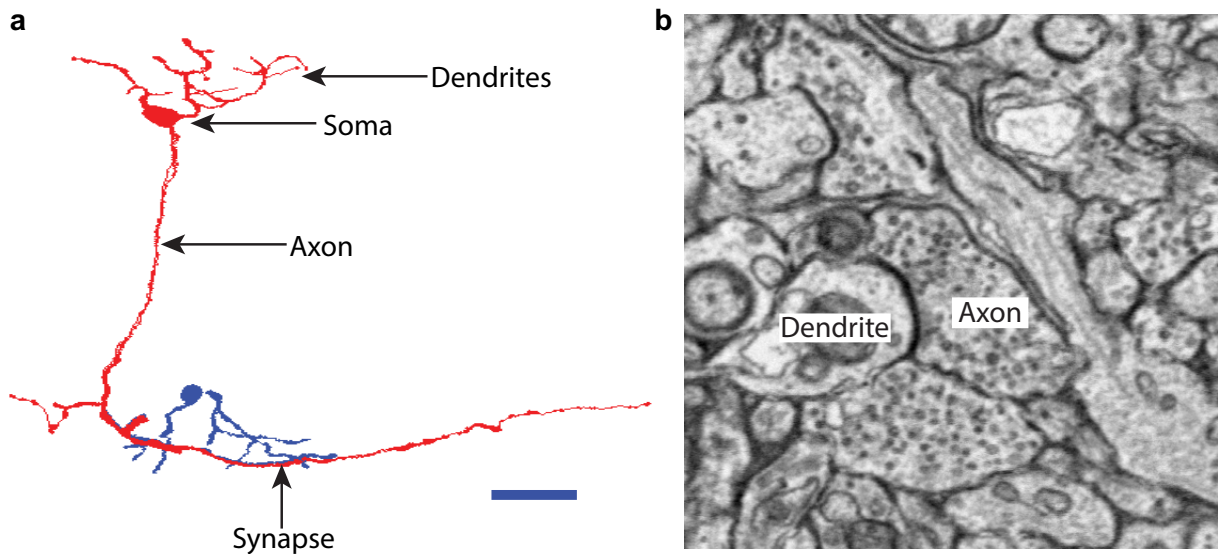 a
Dendrites
Soma
Axon
Synapse
b
Dendrite
Axon